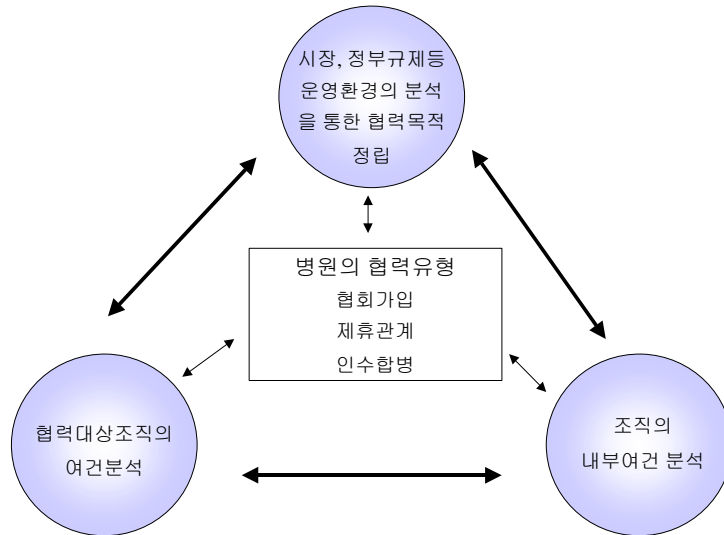 시장, 정부규제등
운영환경의 분석
을 통한 협력목적
정립
병원의 협력유형
협회가입
제휴관계
인수합병
협력대상조직의
여건분석
조직의
내부여건 분석